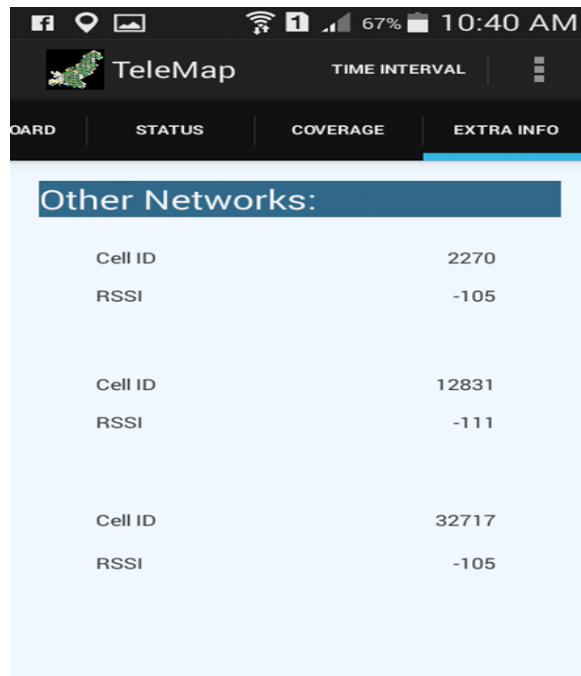 67% 10:40 AM
TeleMap TIME INTERVAL
OARD STATUS COVERAGE EXTRA INFO
Other Networks:
Cell ID 2270
RSSI -105
Cell ID 12831
RSSI -111
Cell ID 32717
RSSI -105